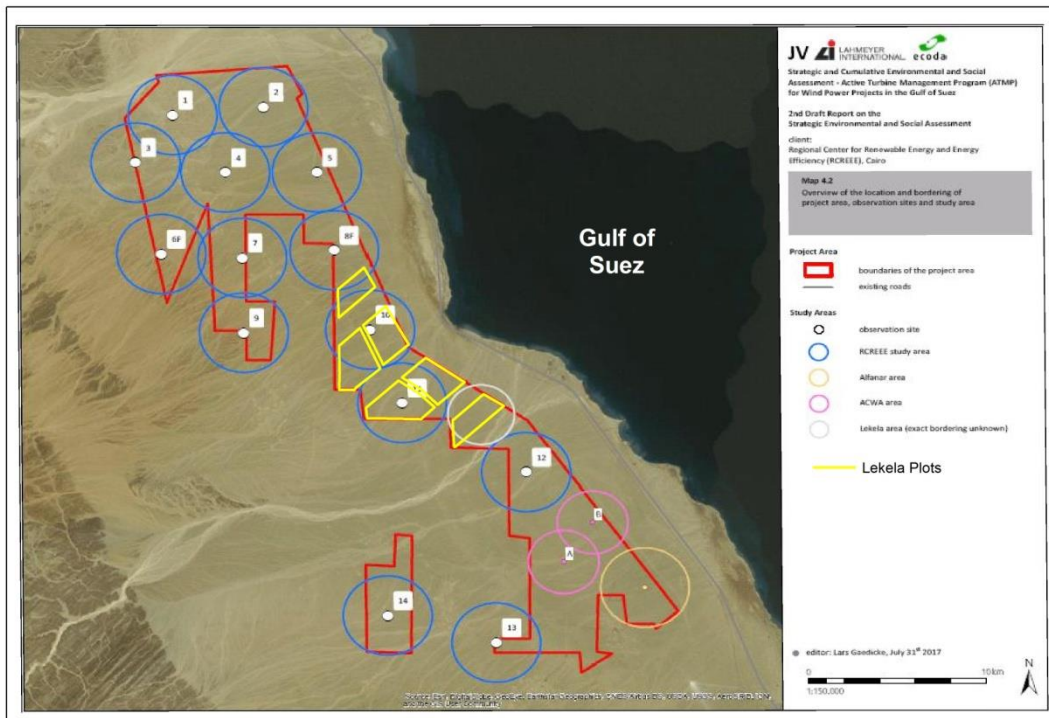 JV LAHMEYER INTERNATIONAL ecoda
Strategic and Cumulative Environmental and Social
Assessment - Active Turbine Management Program (ATMP)
for Wind Power Projects in the Gulf of Suez
2nd Draft Report on the
Strategic Environmental and Social Assessment
client:
Regional Center for Renewable Energy and Energy
Efficiency (RCREEE), Cairo
Map 4.2
Overview of the location and bordering of
project area, observation sites and study area
Project Area
boundaries of the project area
existing roads
Study Areas
observation site
RCREEE study area
Alfanar area
ACWA area
Lekela area (exact bordering unknown)
Lekela Plots
editor: Lars Gaedicke, July 31st 2017
0 10 km
1:150,000
N
Gulf of
Suez
1
2
3
4
5
6F
7
8F
9
10
12
B
A
14
13